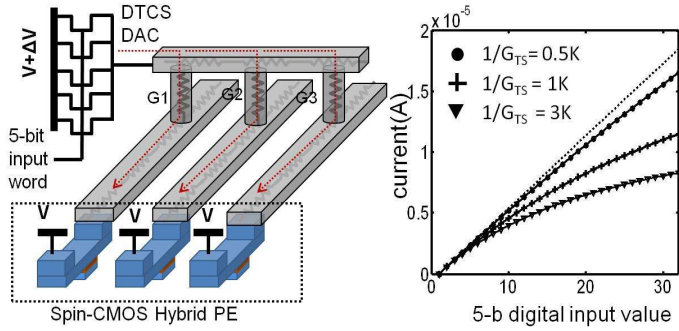 DTCS
DAC
V+ΔV
G1
G2
G3
5-bit
input
word
V
V
V
Spin-CMOS Hybrid PE
x 10⁻⁵
2
1.5
1
0.5
0
current(A)
1/G_TS = 0.5K
1/G_TS = 1K
1/G_TS = 3K
0
10
20
30
5-b digital input value